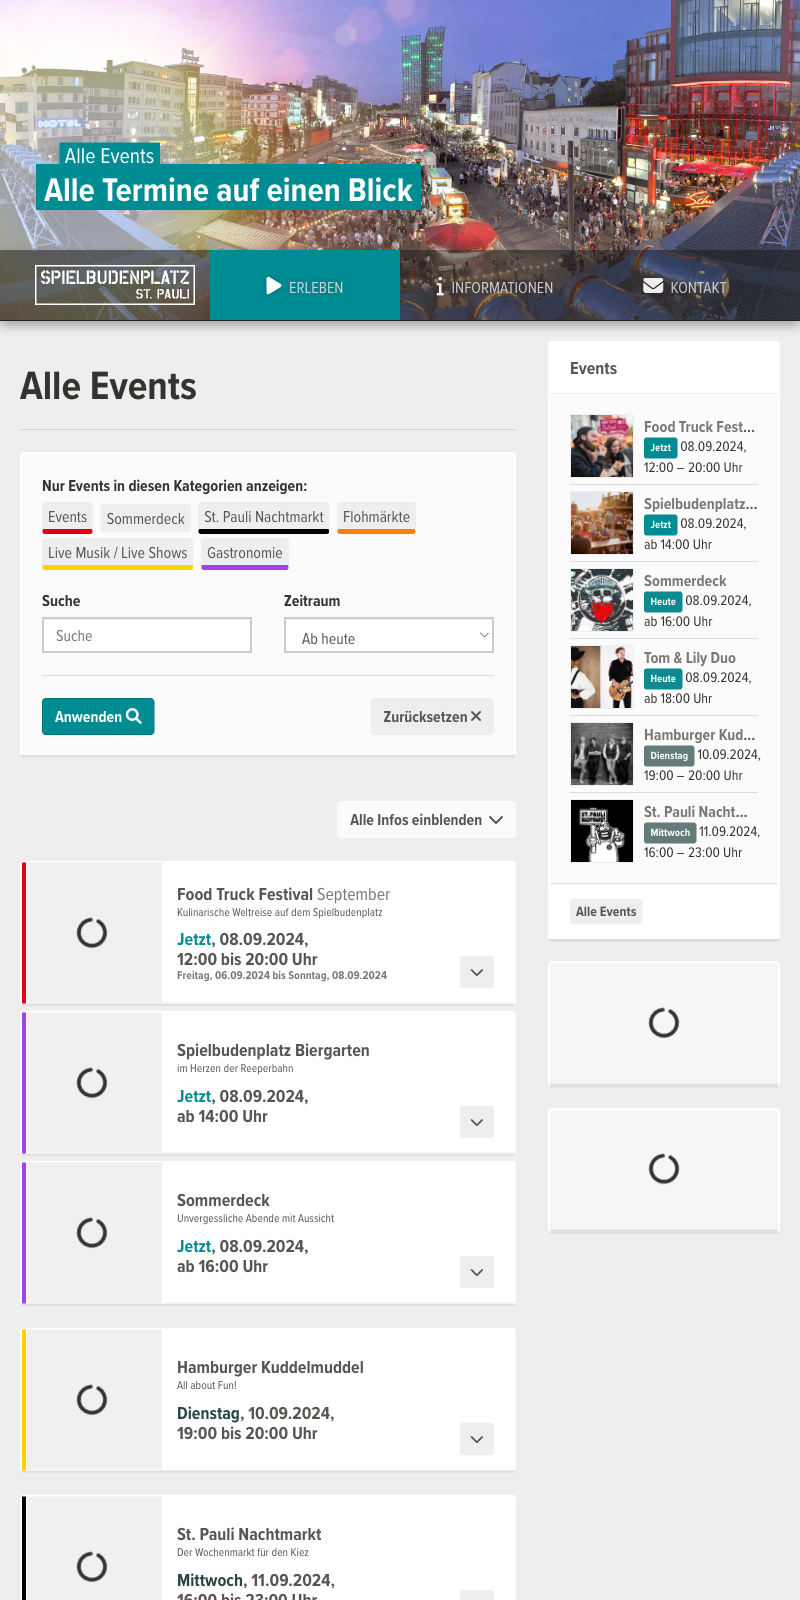 HOTEL
Alle Events
Alle Termine auf einen Blick
SPIELBUDENPLATZ
ST. PAULI
ERLEBEN
INFORMATIONEN
KONTAKT
Alle Events
Nur Events in diesen Kategorien anzeigen:
Events Sommerdeck St. Pauli Nachtmarkt Flohmärkte
Live Musik / Live Shows Gastronomie
Suche Zeitraum
Suche Ab heute
Anwenden Zurücksetzen
Alle Infos einblenden
Food Truck Festival September
Kulinarische Weltreise auf dem Spielbudenplatz
Jetzt, 08.09.2024,
12:00 bis 20:00 Uhr
Freitag, 06.09.2024 bis Sonntag, 08.09.2024
Spielbudenplatz Biergarten
im Herzen der Reeperbahn
Jetzt, 08.09.2024,
ab 14:00 Uhr
Sommerdeck
Unvergessliche Abende mit Aussicht
Jetzt, 08.09.2024,
ab 16:00 Uhr
Hamburger Kuddelmuddel
All about Fun!
Dienstag, 10.09.2024,
19:00 bis 20:00 Uhr
St. Pauli Nachtmarkt
Der Wochenmarkt für den Kiez
Mittwoch, 11.09.2024,
16:00 bis 23:00 Uhr
Events
Food Truck Fest...
Jetzt 08.09.2024,
12:00 – 20:00 Uhr
Spielbudenplatz...
Jetzt 08.09.2024,
ab 14:00 Uhr
Sommerdeck
Heute 08.09.2024,
ab 16:00 Uhr
Tom & Lily Duo
Heute 08.09.2024,
ab 18:00 Uhr
Hamburger Kud...
Dienstag 10.09.2024,
19:00 – 20:00 Uhr
St. Pauli Nacht...
Mittwoch 11.09.2024,
16:00 – 23:00 Uhr
ST. PAULI
NACHTMARKT
Alle Events